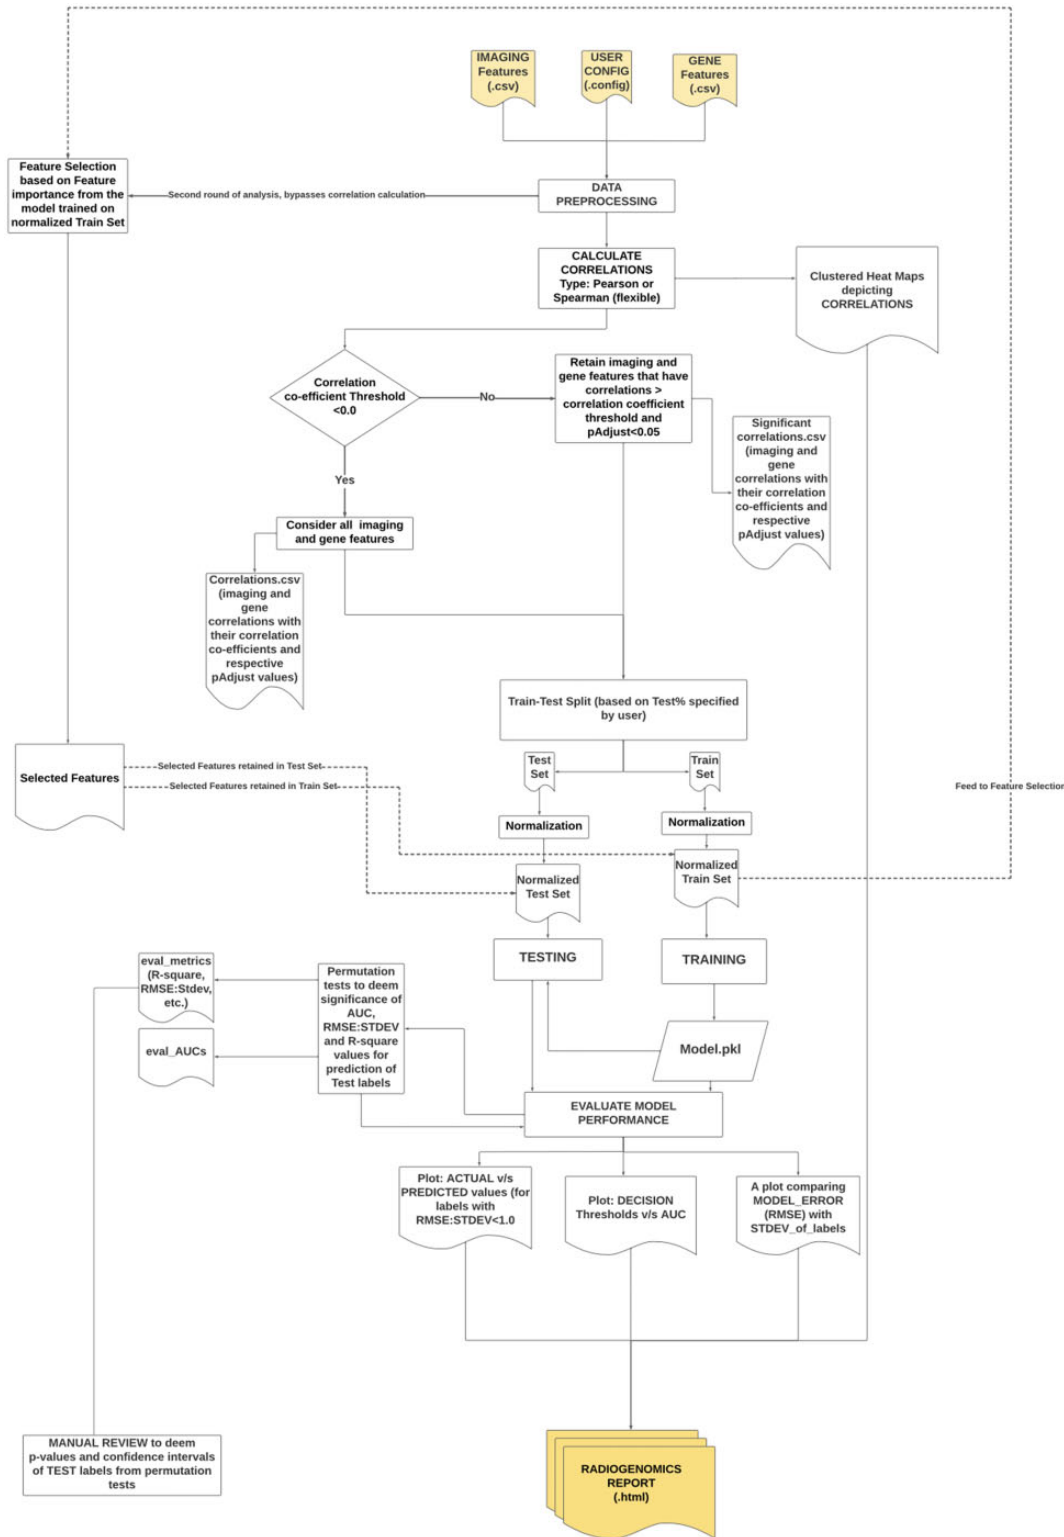 IMAGING
Features
(.csv)
USER
CONFIG
(.config)
GENE
Features
(.csv)
Feature Selection
based on Feature
importance from the
model trained on
normalized Train Set
Second round of analysis, bypasses correlation calculation
DATA
PREPROCESSING
CALCULATE
CORRELATIONS
Type: Pearson or
Spearman (flexible)
Clustered Heat Maps
depicting
CORRELATIONS
Correlation
co-efficient Threshold
<0.0
No
Retain imaging and
gene features that have
correlations >
correlation coefficient
threshold and
pAdjust<0.05
Significant
correlations.csv
(imaging and
gene
correlations with
their correlation
co-efficients and
respective
pAdjust values)
Yes
Consider all imaging
and gene features
Correlations.csv
(imaging and
gene
correlations with
their correlation
co-efficients and
respective
pAdjust values)
Train-Test Split (based on Test% specified
by user)
Selected Features
Selected Features retained in Test Set
Selected Features retained in Train Set
Test
Set
Train
Set
Feed to Feature Selection
Normalization
Normalization
Normalized
Test Set
Normalized
Train Set
TESTING
TRAINING
eval_metrics
(R-square,
RMSE:Stdev,
etc.)
eval_AUCs
Permutation
tests to deem
significance of
AUC,
RMSE:STDEV
and R-square
values for
prediction of
Test labels
Model.pkl
EVALUATE MODEL
PERFORMANCE
Plot: ACTUAL v/s
PREDICTED values (for
labels with
RMSE:STDEV<1.0
Plot: DECISION
Thresholds v/s AUC
A plot comparing
MODEL_ERROR
(RMSE) with
STDEV_of_labels
MANUAL REVIEW to deem
p-values and confidence intervals
of TEST labels from permutation
tests
RADIOGENOMICS
REPORT
(.html)